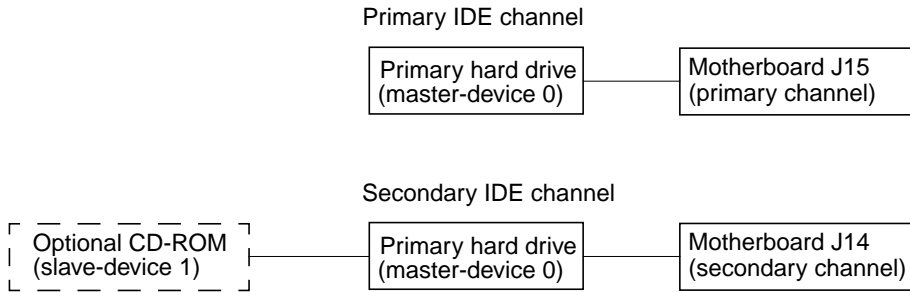 Primary IDE channel
Primary hard drive
(master-device 0)
Motherboard J15
(primary channel)
Secondary IDE channel
Optional CD-ROM
(slave-device 1)
Primary hard drive
(master-device 0)
Motherboard J14
(secondary channel)